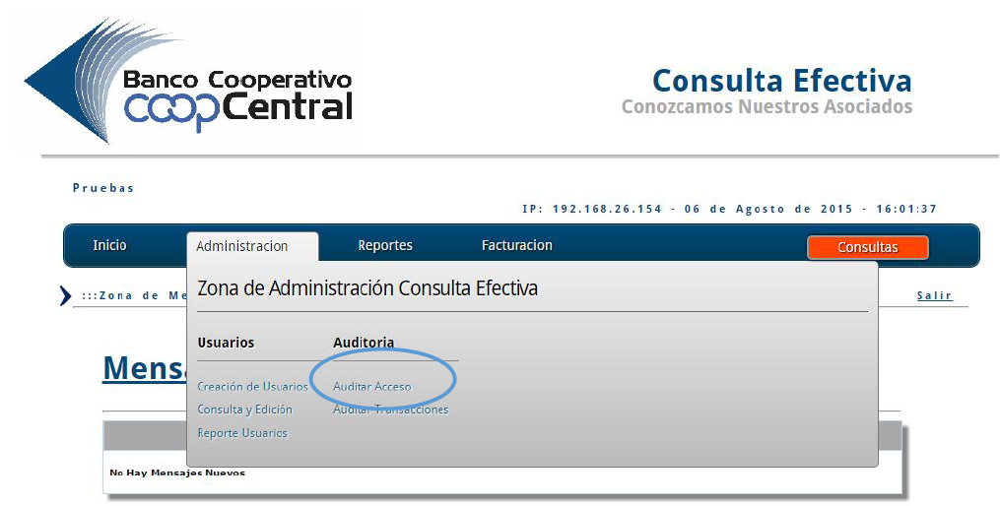 Banco Cooperativo
coopCentral
Consulta Efectiva
Conozcamos Nuestros Asociados
Pruebas
IP: 192.168.26.154 - 06 de Agosto de 2015 - 16:01:37
Inicio Administracion Reportes Facturacion Consultas
:::Zona de Me Salir
Zona de Administración Consulta Efectiva
Usuarios Auditoria
Mens
Creación de Usuarios Auditar Acceso
Consulta y Edición Auditar Transacciones
Reporte Usuarios
No Hay Mensajes Nuevos